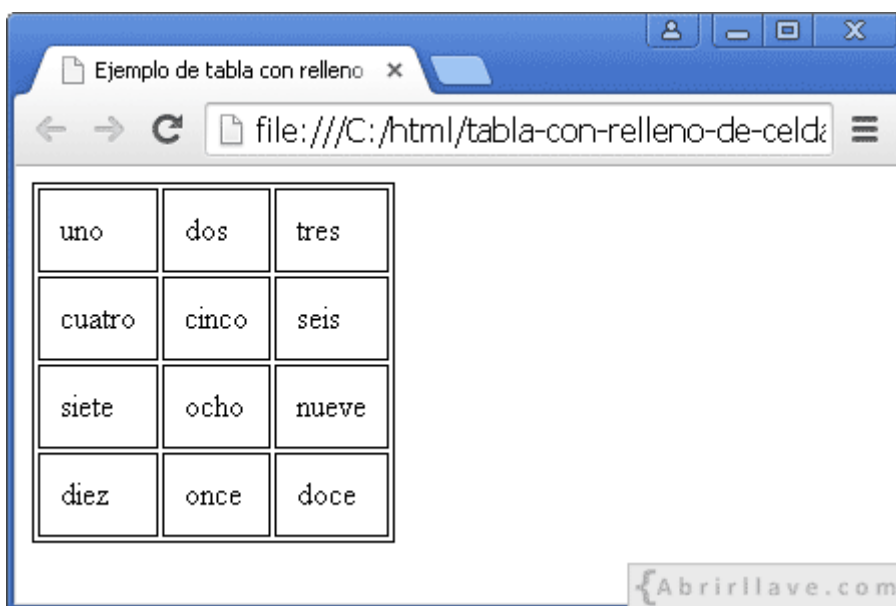 Ejemplo de tabla con relleno
file:///C:/html/tabla-con-relleno-de-celda
uno dos tres
cuatro cinco seis
siete ocho nueve
diez once doce
{Abrirllave.com